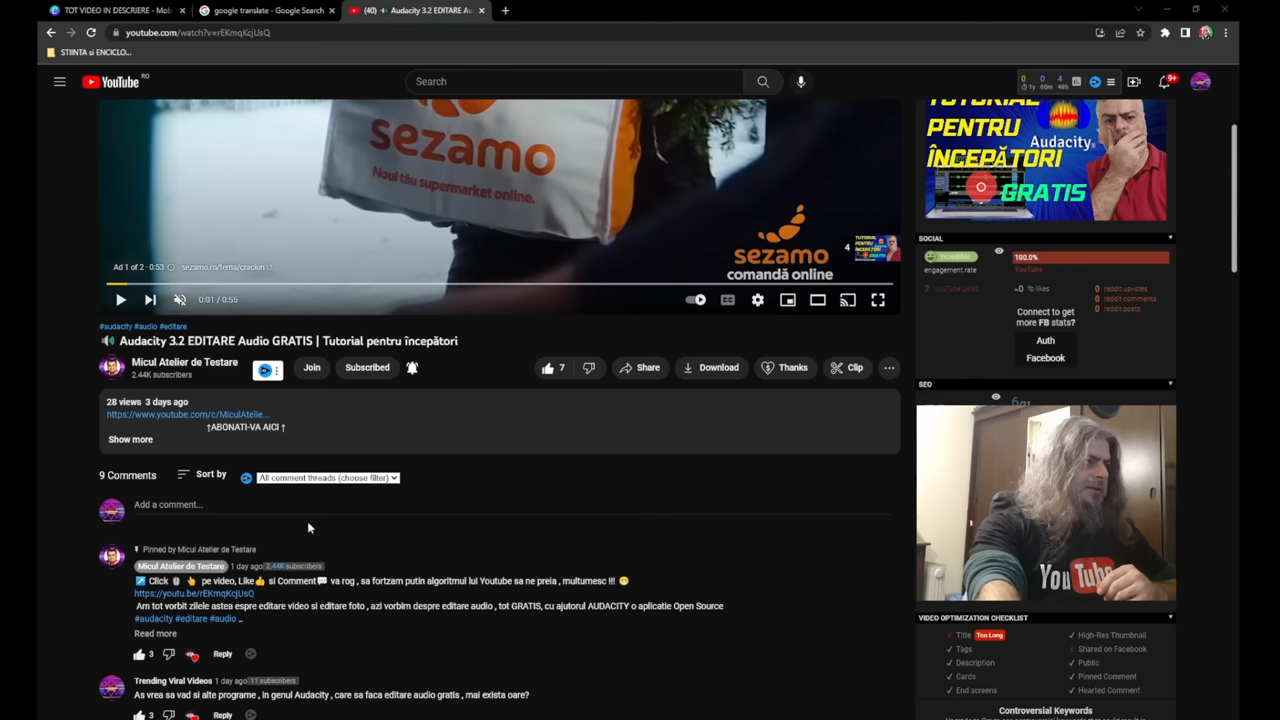 TOT VIDEO IN DESCRIERE - Mob
google translate - Google Search
(40) Audacity 3.2 EDITARE Au
youtube.com/watch?v=rEKmqKcjUsQ
STIINTA si ENCICLO...
YouTube RO
Search
0 0 4
1y 60m 48h
9+
sezamo
Noul tău supermarket online.
sezamo
comandă online
4
Ad 1 of 2 · 0:53 sezamo.ro/tema/craciun
0:01 / 0:55
TUTORIAL
PENTRU
ÎNCEPĂTORI
Audacity
GRATIS
#audacity #audio #editare
Audacity 3.2 EDITARE Audio GRATIS | Tutorial pentru începători
Micul Atelier de Testare
2.44K subscribers
Join
Subscribed
7
Share
Download
Thanks
Clip
28 views 3 days ago
https://www.youtube.com/c/MiculAtelie...
†ABONATI-VA AICI †
Show more
9 Comments
Sort by
All comment threads (choose filter)
Add a comment...
Pinned by Micul Atelier de Testare
Micul Atelier de Testare 1 day ago 2.44K subscribers
Click pe video, Like si Comment va rog , sa fortzam putin algoritmul lui Youtube sa ne preia , multumesc !!!
https://youtu.be/rEKmqKcjUsQ
Am tot vorbit zilele astea espre editare video si editare foto , azi vorbim despre editare audio , tot GRATIS, cu ajutorul AUDACITY o aplicatie Open Source
#audacity #editare #audio ..
Read more
3 Reply
Trending Viral Videos 1 day ago 11 subscribers
As vrea sa vad si alte programe , in genul Audacity , care sa faca editare audio gratis , mai exista oare?
3 Reply
SOCIAL
Incredible
engagement rate
100.0%
YouTube
7 YouTube Likes
~0 fb likes
0 reddit upvotes
0 reddit comments
0 reddit posts
Connect to get
more FB stats?
Auth
Facebook
SEO
You Tube
VIDEO OPTIMIZATION CHECKLIST
✗ Title Too Long
✓ High-Res Thumbnail
✓ Tags
✗ Shared on Facebook
✓ Description
✓ Public
✓ Cards
✓ Pinned Comment
✓ End screens
✓ Hearted Comment
Controversial Keywords